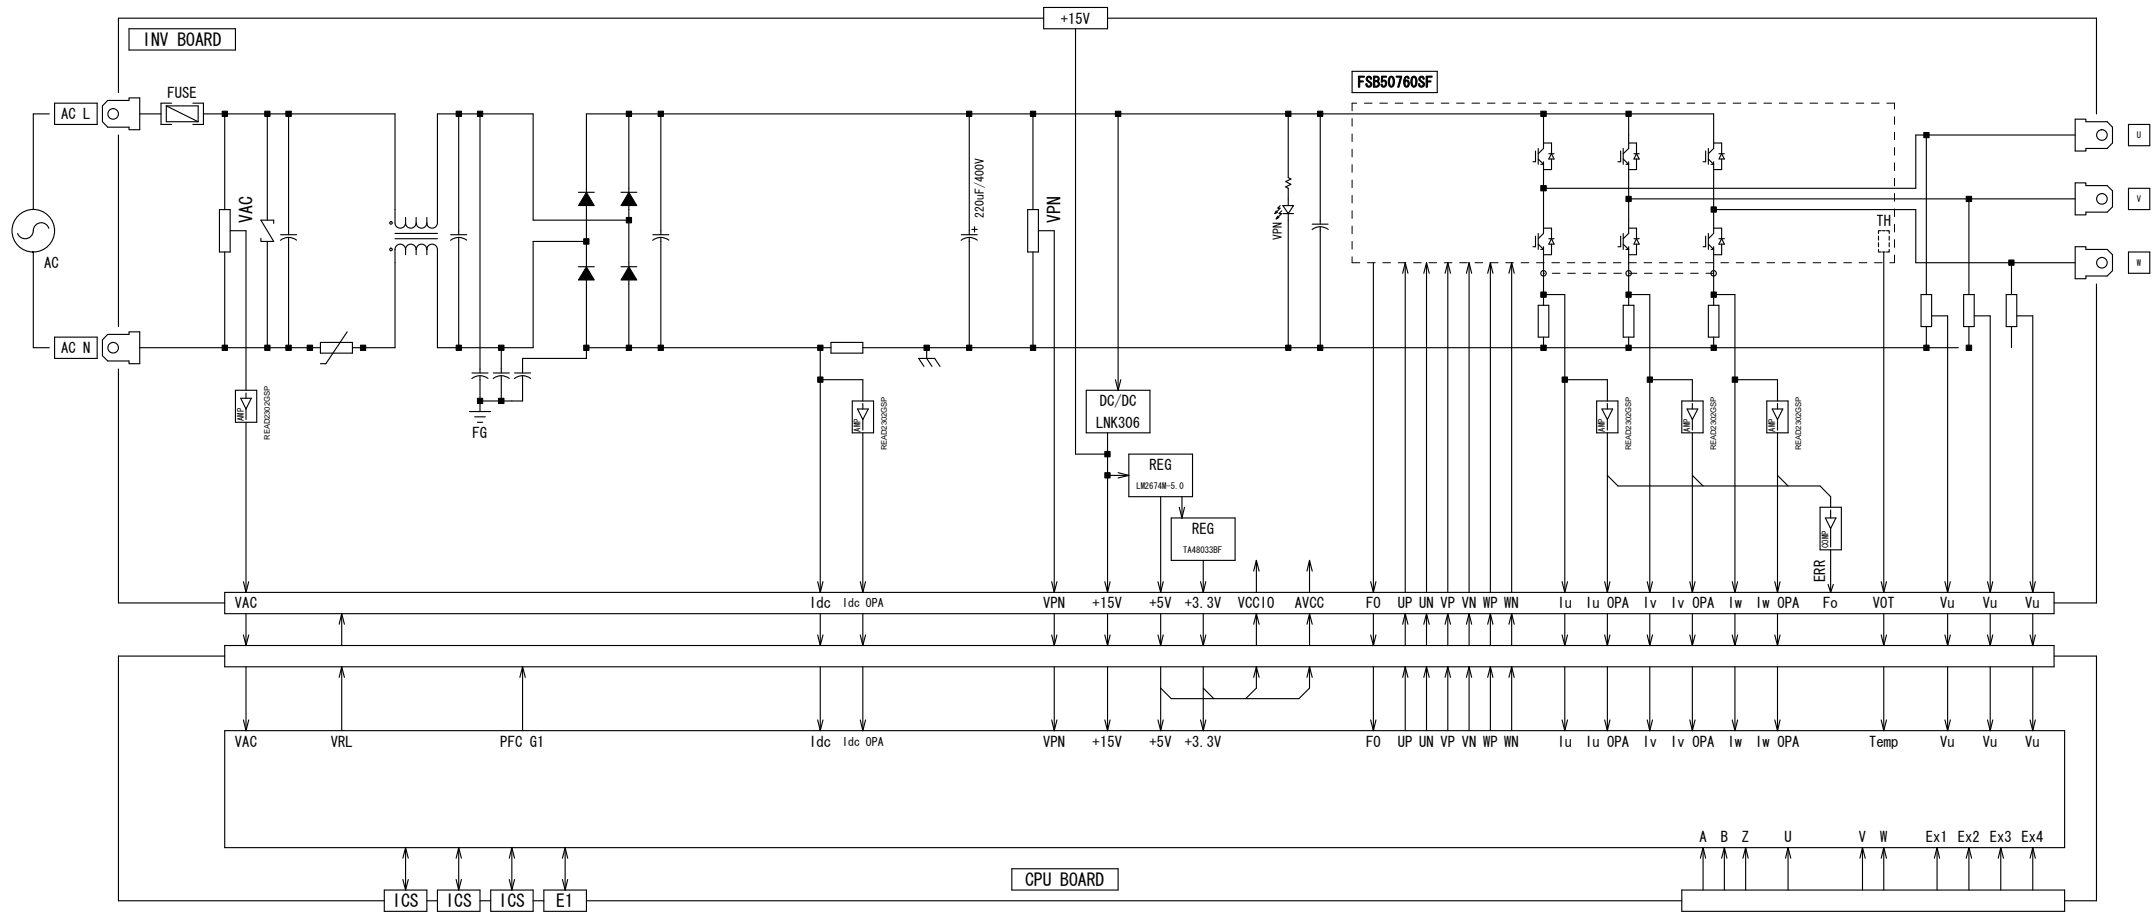 +15V
INV BOARD
FSB50760SF
FUSE
AC L
U
VAC
220uF/400V
+
VPN
VPN
TH
V
AC
W
AC N
AMP
READ2302GSP
FG
AMP
READ2302GSP
DC/DC
LNK306
AMP
READ2302GSP
AMP
READ2302GSP
AMP
READ2302GSP
REG
LM2674M-5.0
REG
TA48033BF
COMP
ERR
VAC Idc Idc OPA VPN +15V +5V +3.3V VCCIO AVCC FO UP UN VP VN WP WN Iu Iu OPA Iv Iv OPA Iw Iw OPA Fo VOT Vu Vu Vu
VAC VRL PFC G1 Idc Idc OPA VPN +15V +5V +3.3V FO UP UN VP VN WP WN Iu Iu OPA Iv Iv OPA Iw Iw OPA Temp Vu Vu Vu
A B Z U V W Ex1 Ex2 Ex3 Ex4
CPU BOARD
ICS ICS ICS E1